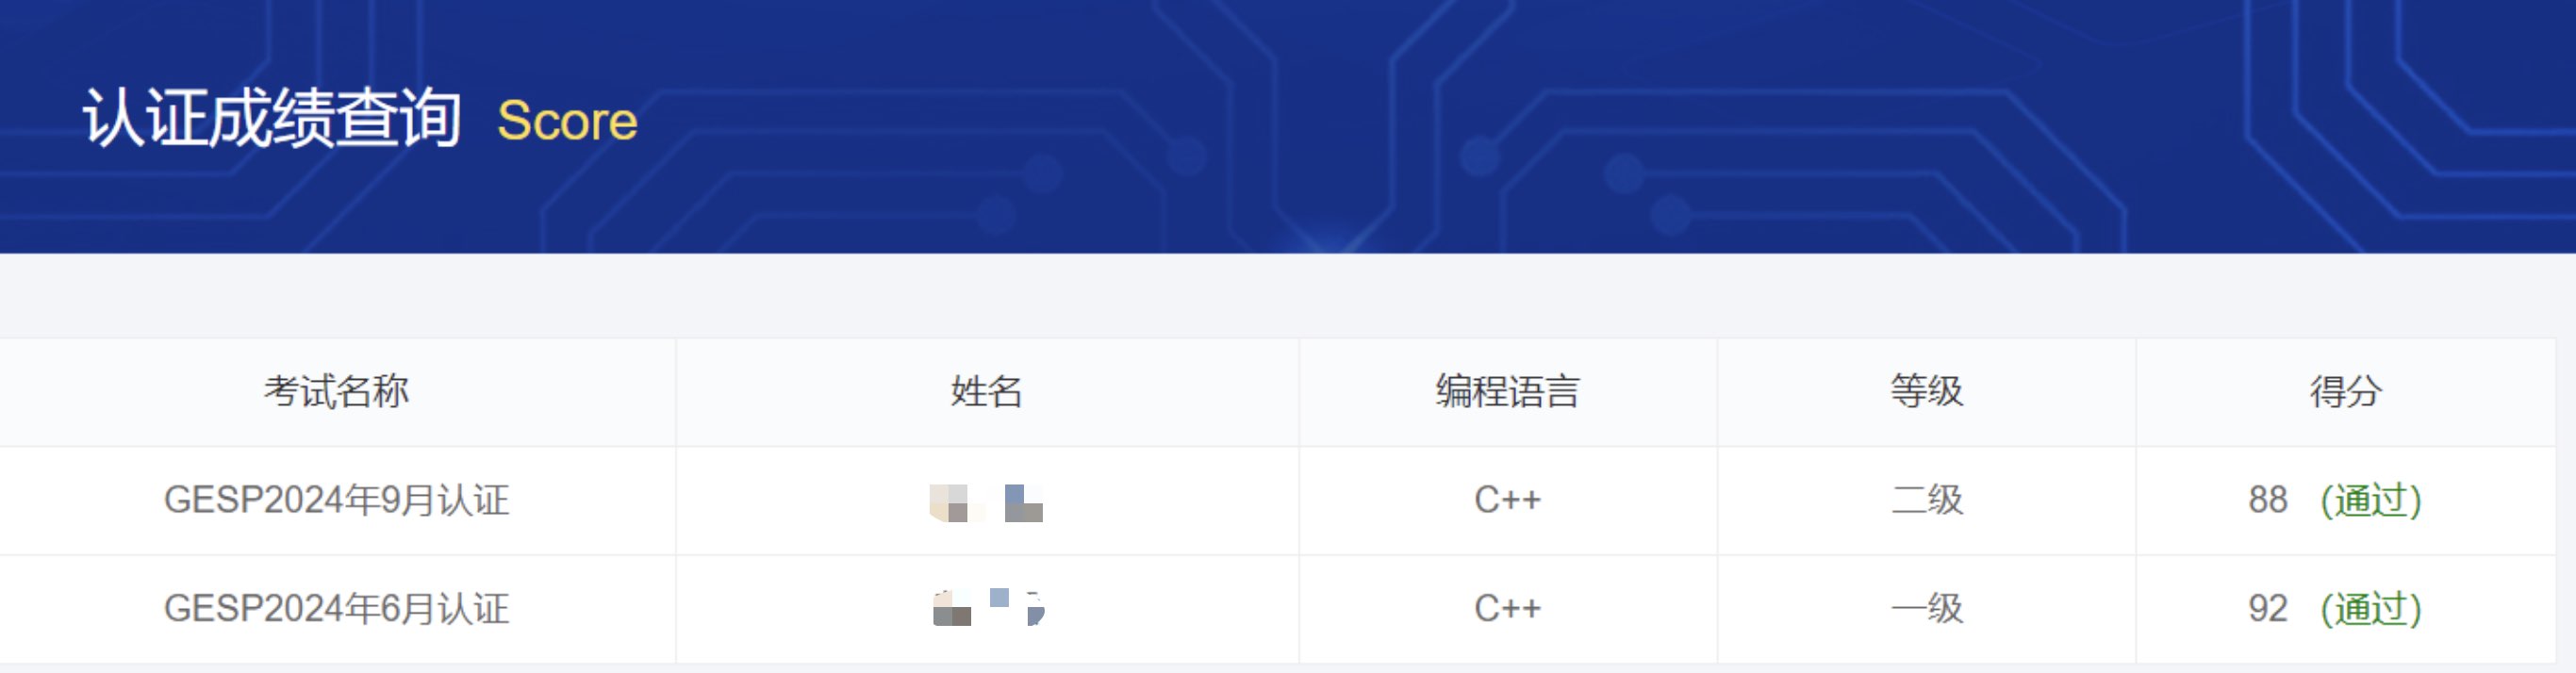 认证成绩查询 Score
考试名称 姓名 编程语言 等级 得分
GESP2024年9月认证 C++ 二级 88 (通过)
GESP2024年6月认证 C++ 一级 92 (通过)